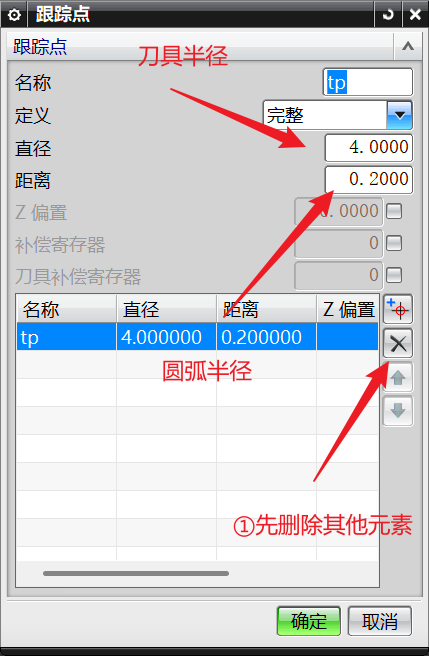 跟踪点
跟踪点
刀具半径
名称 tp
定义 完整
直径 4.0000
距离 0.2000
Z 偏置 0.0000
补偿寄存器 0
刀具补偿寄存器 0
名称 直径 距离 Z 偏置
tp 4.000000 0.200000
圆弧半径
①先删除其他元素
确定 取消